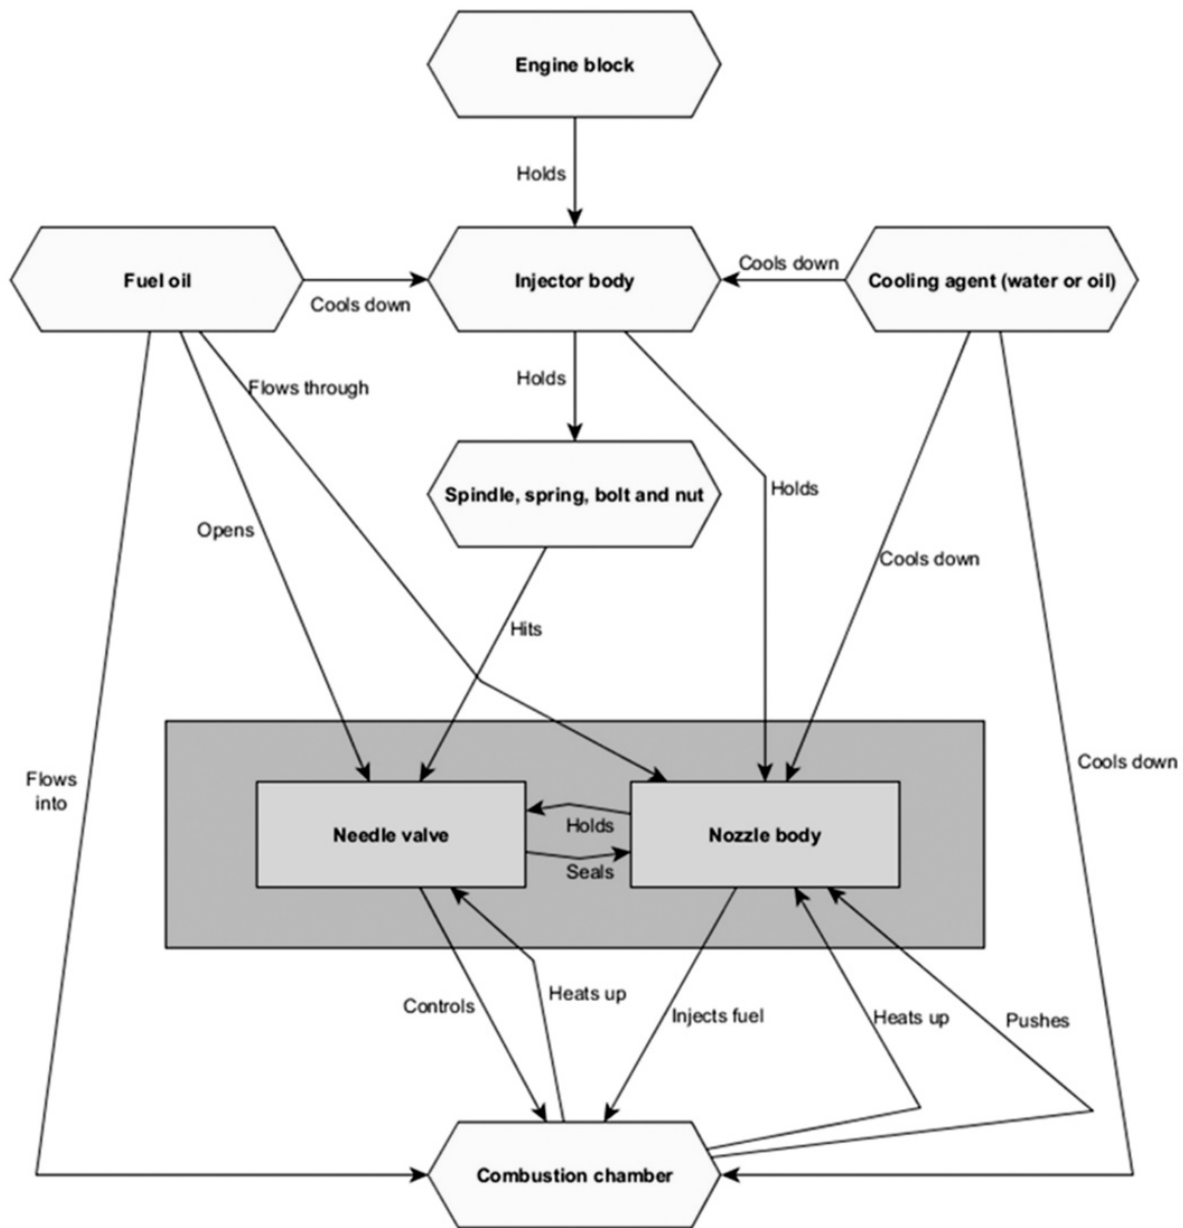 Engine block
Holds
Fuel oil
Cools down
Injector body
Cools down
Cooling agent (water or oil)
Flows through
Holds
Spindle, spring, bolt and nut
Holds
Opens
Cools down
Hits
Flows
into
Cools down
Needle valve
Holds
Seals
Nozzle body
Controls
Heats up
Injects fuel
Heats up
Pushes
Combustion chamber